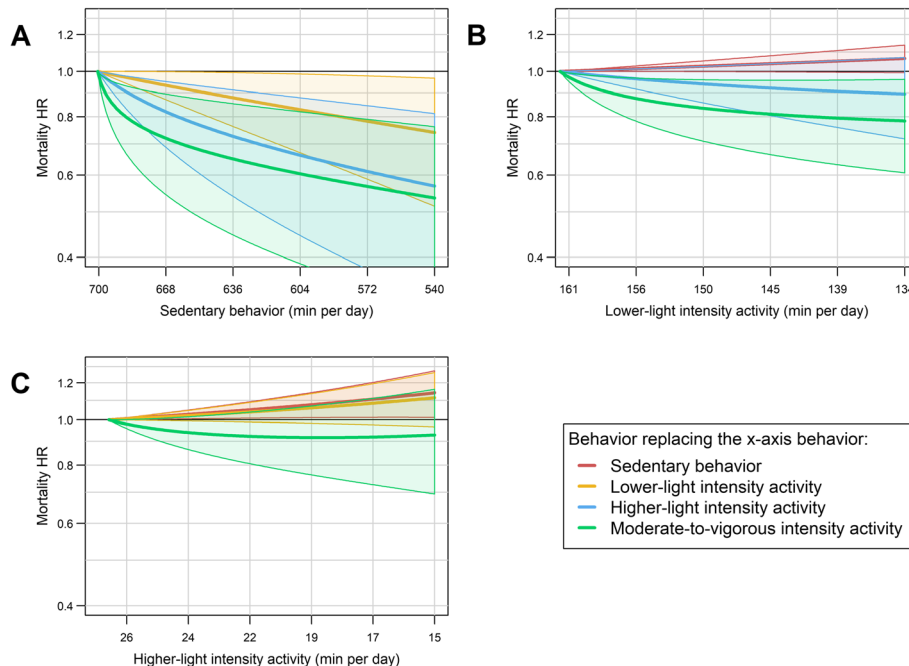 A
Mortality HR
1.2
1.0
0.8
0.6
0.4
700 668 636 604 572 540
Sedentary behavior (min per day)
B
Mortality HR
1.2
1.0
0.8
0.6
0.4
161 156 150 145 139
Lower-light intensity activity (min per day)
C
Mortality HR
1.2
1.0
0.8
0.6
0.4
26 24 22 19 17 15
Higher-light intensity activity (min per day)
Behavior replacing the x-axis behavior:
Sedentary behavior
Lower-light intensity activity
Higher-light intensity activity
Moderate-to-vigorous intensity activity